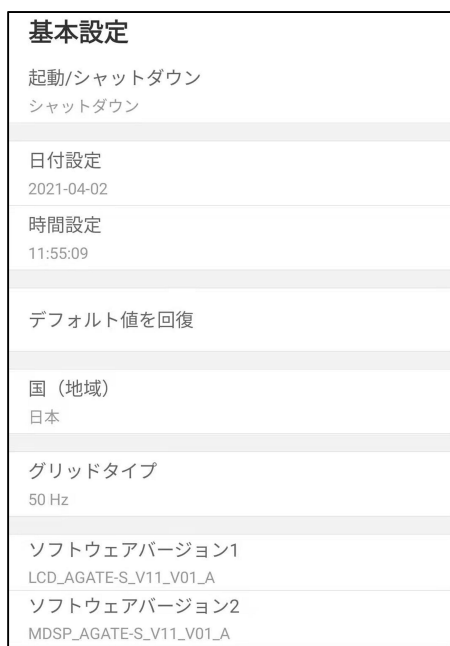 基本設定
起動/シャットダウン
シャットダウン
日付設定
2021-04-02
時間設定
11:55:09
デフォルト値を回復
国（地域）
日本
グリッドタイプ
50 Hz
ソフトウェアバージョン1
LCD_AGATE-S_V11_V01_A
ソフトウェアバージョン2
MDSP_AGATE-S_V11_V01_A